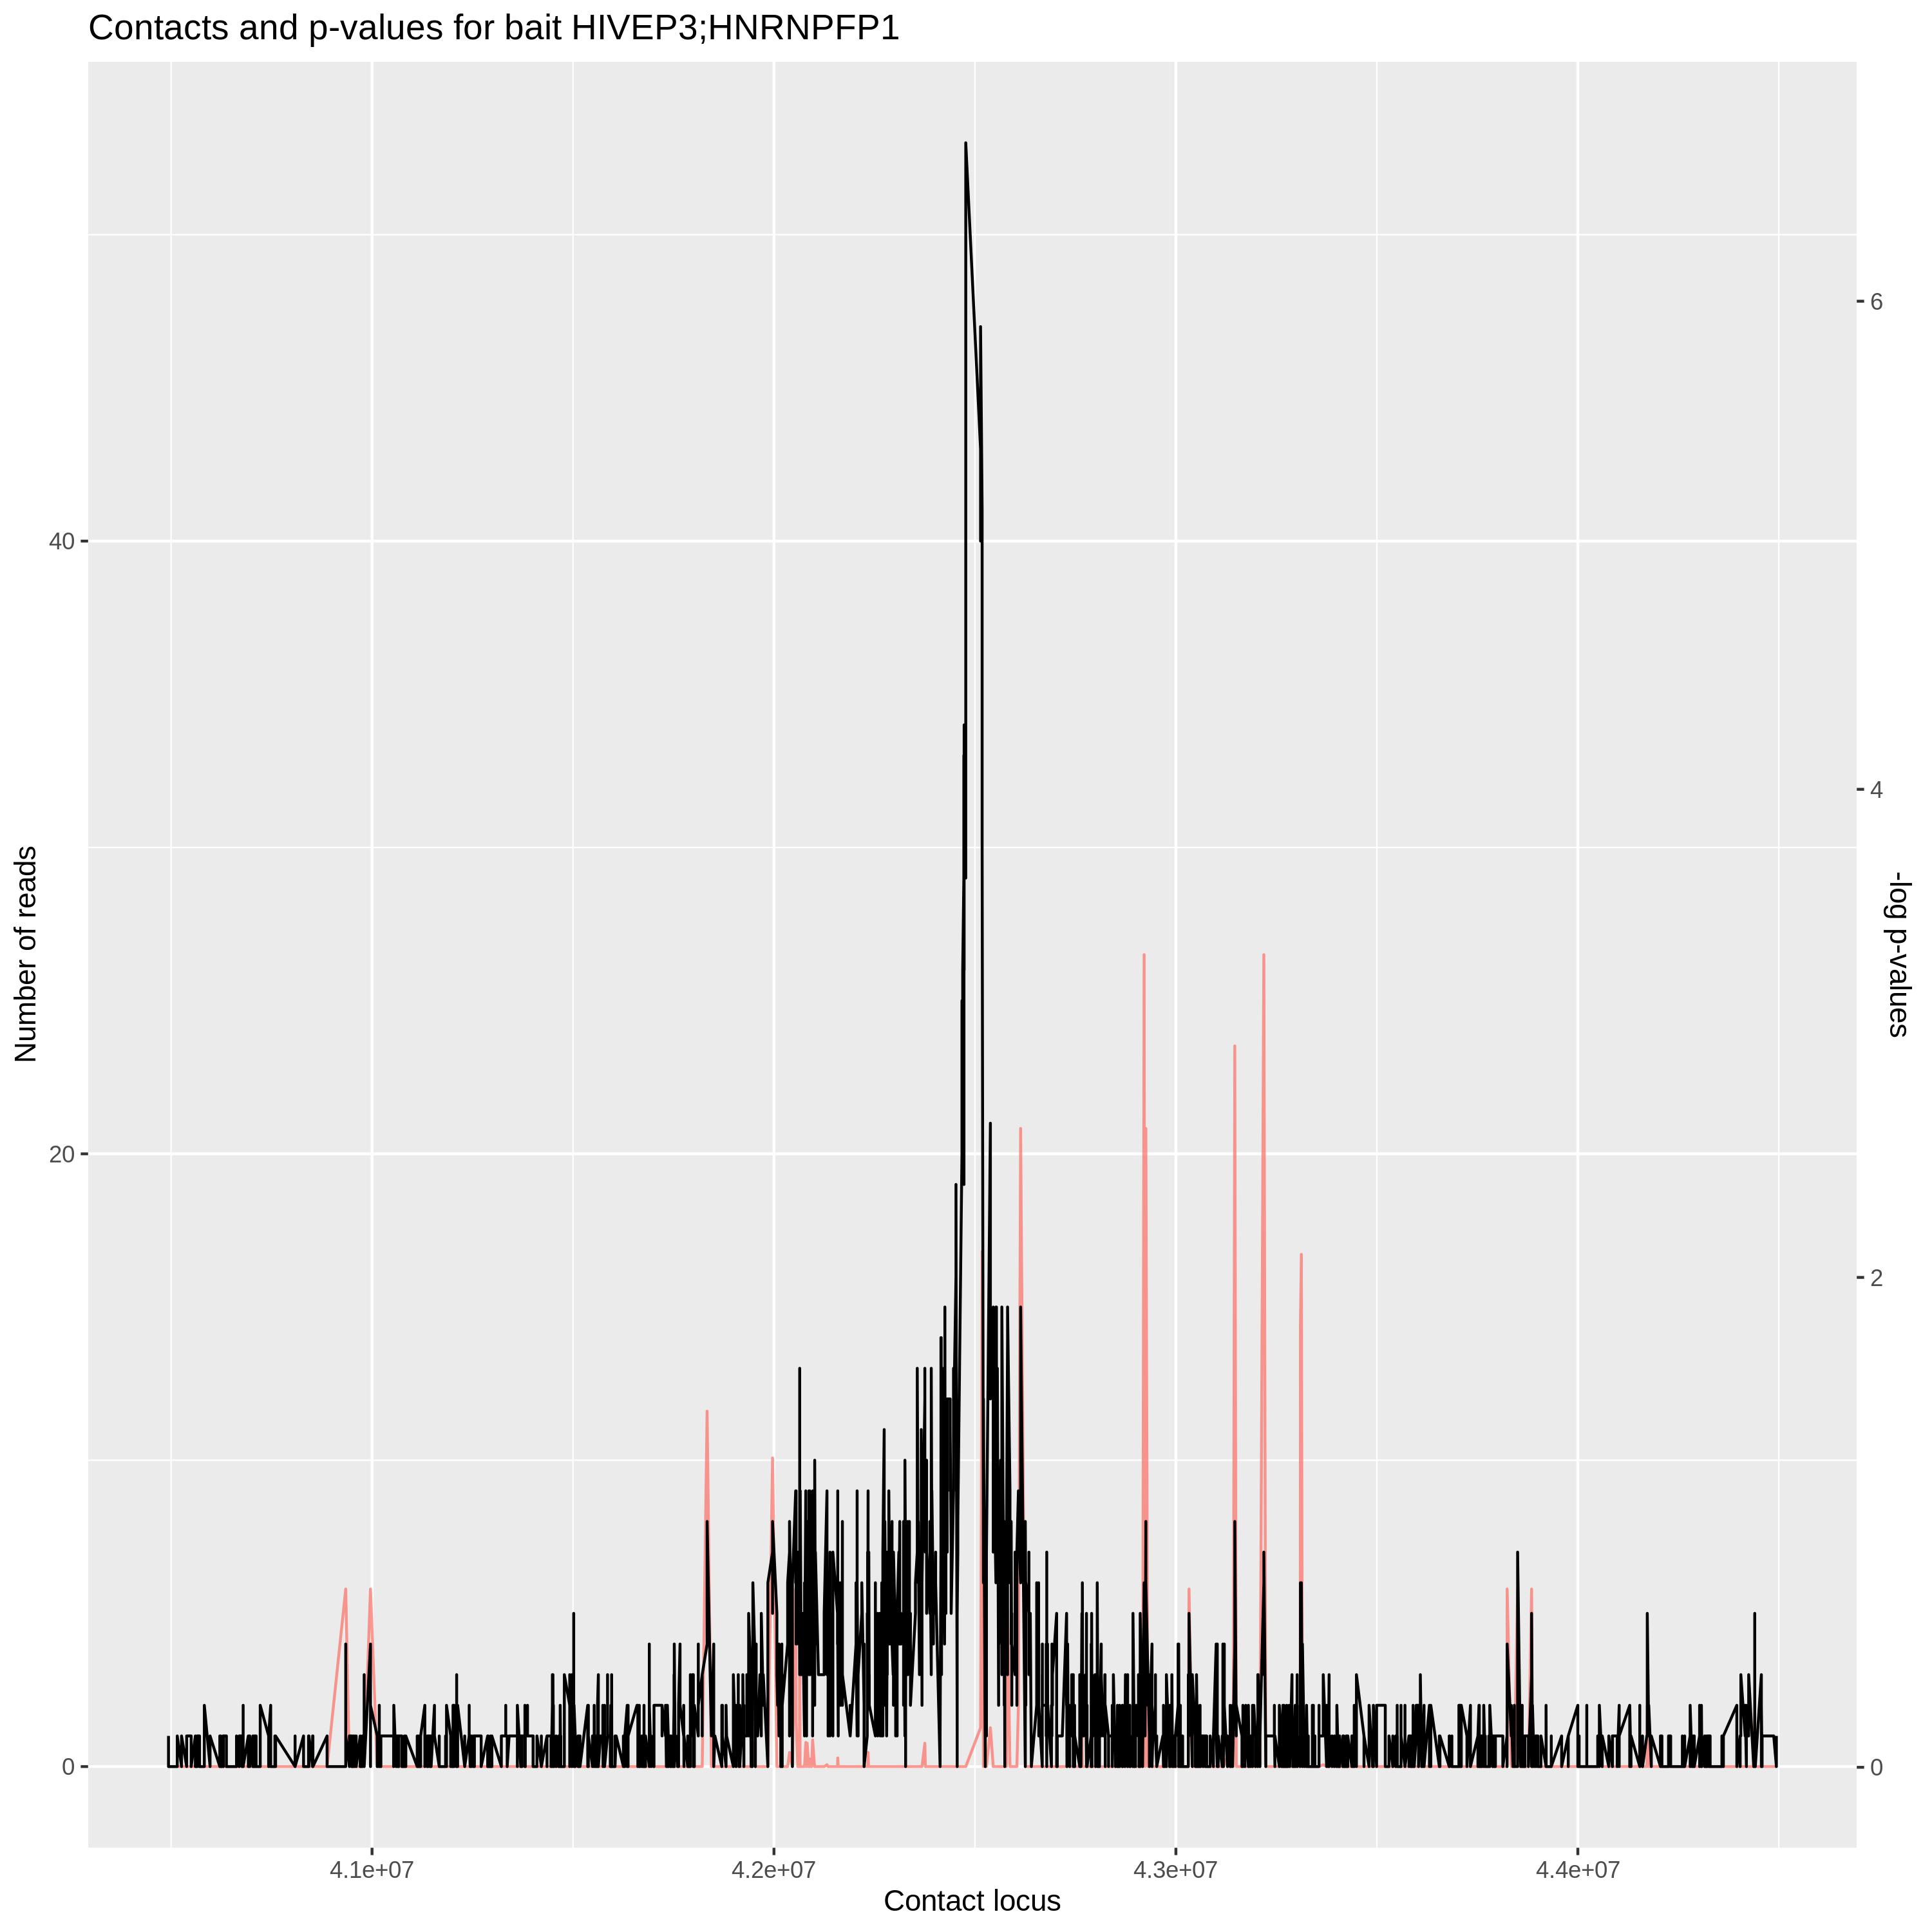 Contacts and p-values for bait HIVEP3;HNRNPFP1
Number of reads
40
20
0
6
4
2
0
-log p-values
4.1e+07
4.2e+07
4.3e+07
4.4e+07
Contact locus